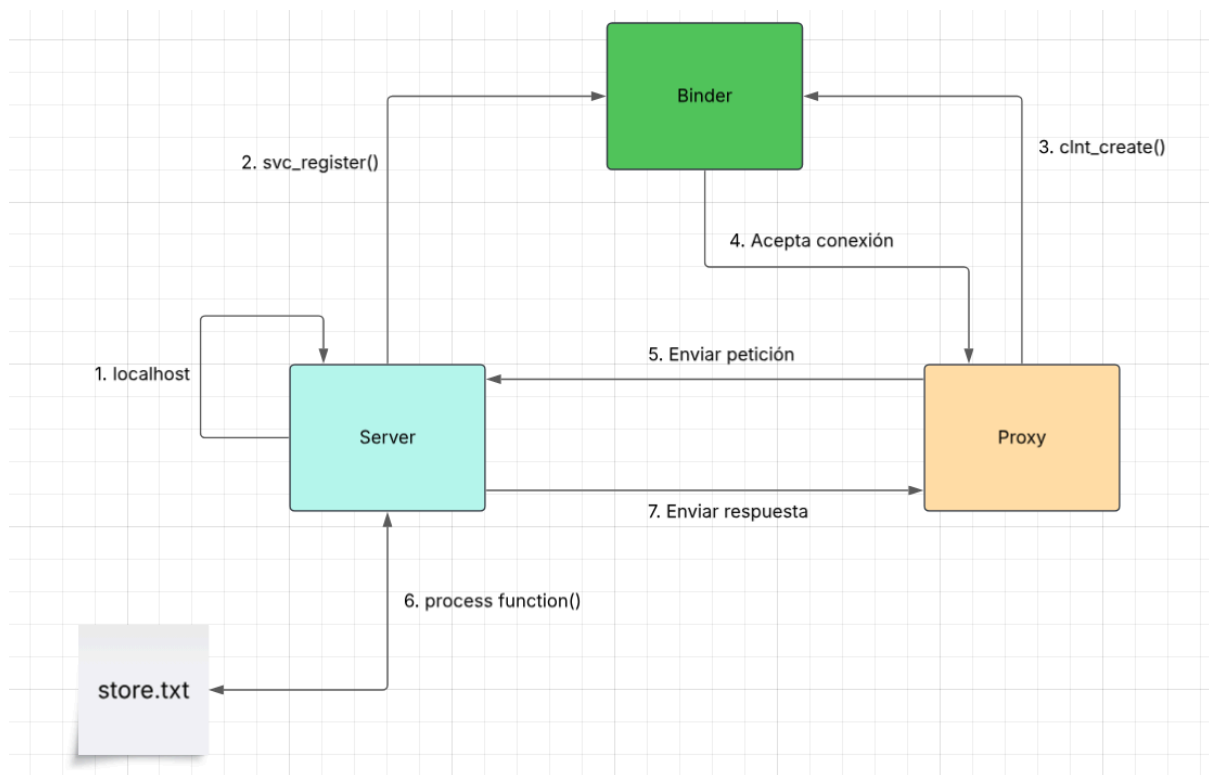 Binder
2. svc_register()
3. clnt_create()
4. Acepta conexión
5. Enviar petición
1. localhost
Server
Proxy
7. Enviar respuesta
6. process function()
store.txt